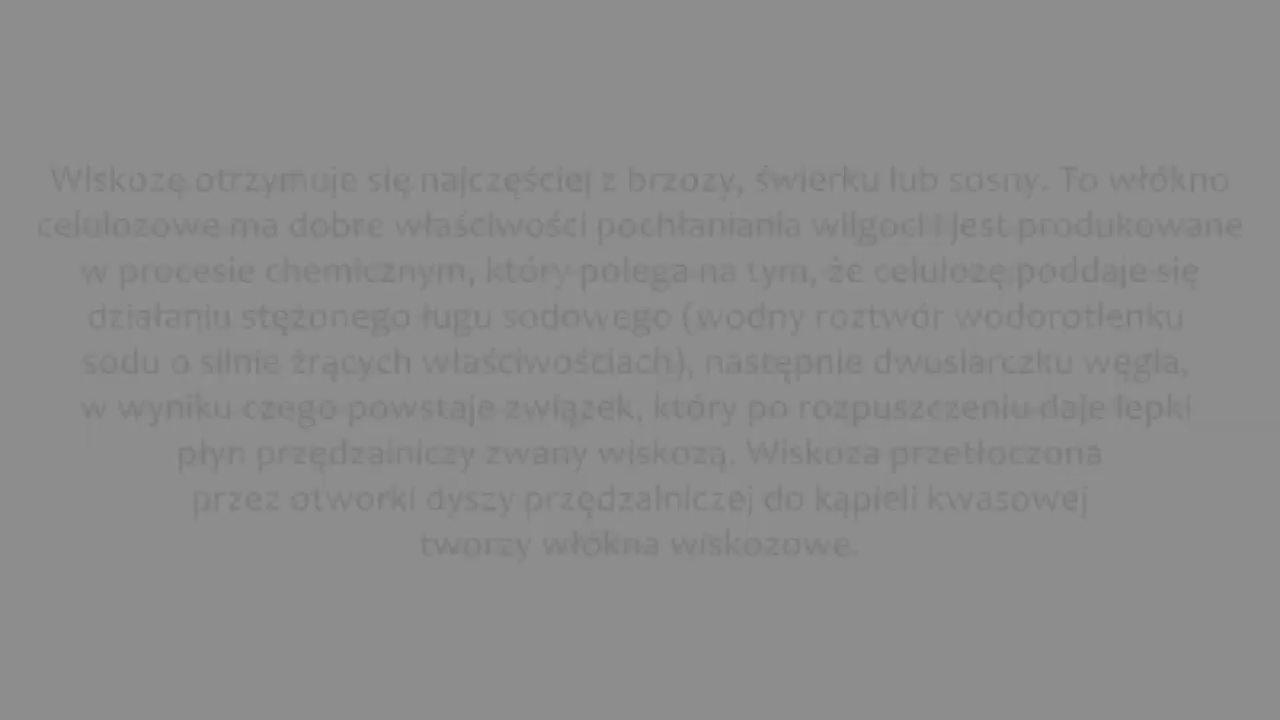 Wiskozę otrzymuje się najczęściej z brzozy, świerku lub sosny. To włókno
celulozowe ma dobre właściwości pochłaniania wilgoci i jest produkowane
w procesie chemicznym, który polega na tym, że celulozę poddaje się
działaniu stężonego ługu sodowego (wodny roztwór wodorotlenku
sodu o silnie żrących właściwościach), następnie dwusiarczku węgla,
w wyniku czego powstaje związek, który po rozpuszczeniu daje lepki
płyn przędzalniczy zwany wiskozą. Wiskoza przetłoczona
przez otworki dyszy przędzalniczej do kąpieli kwasowej
tworzy włókna wiskozowe.